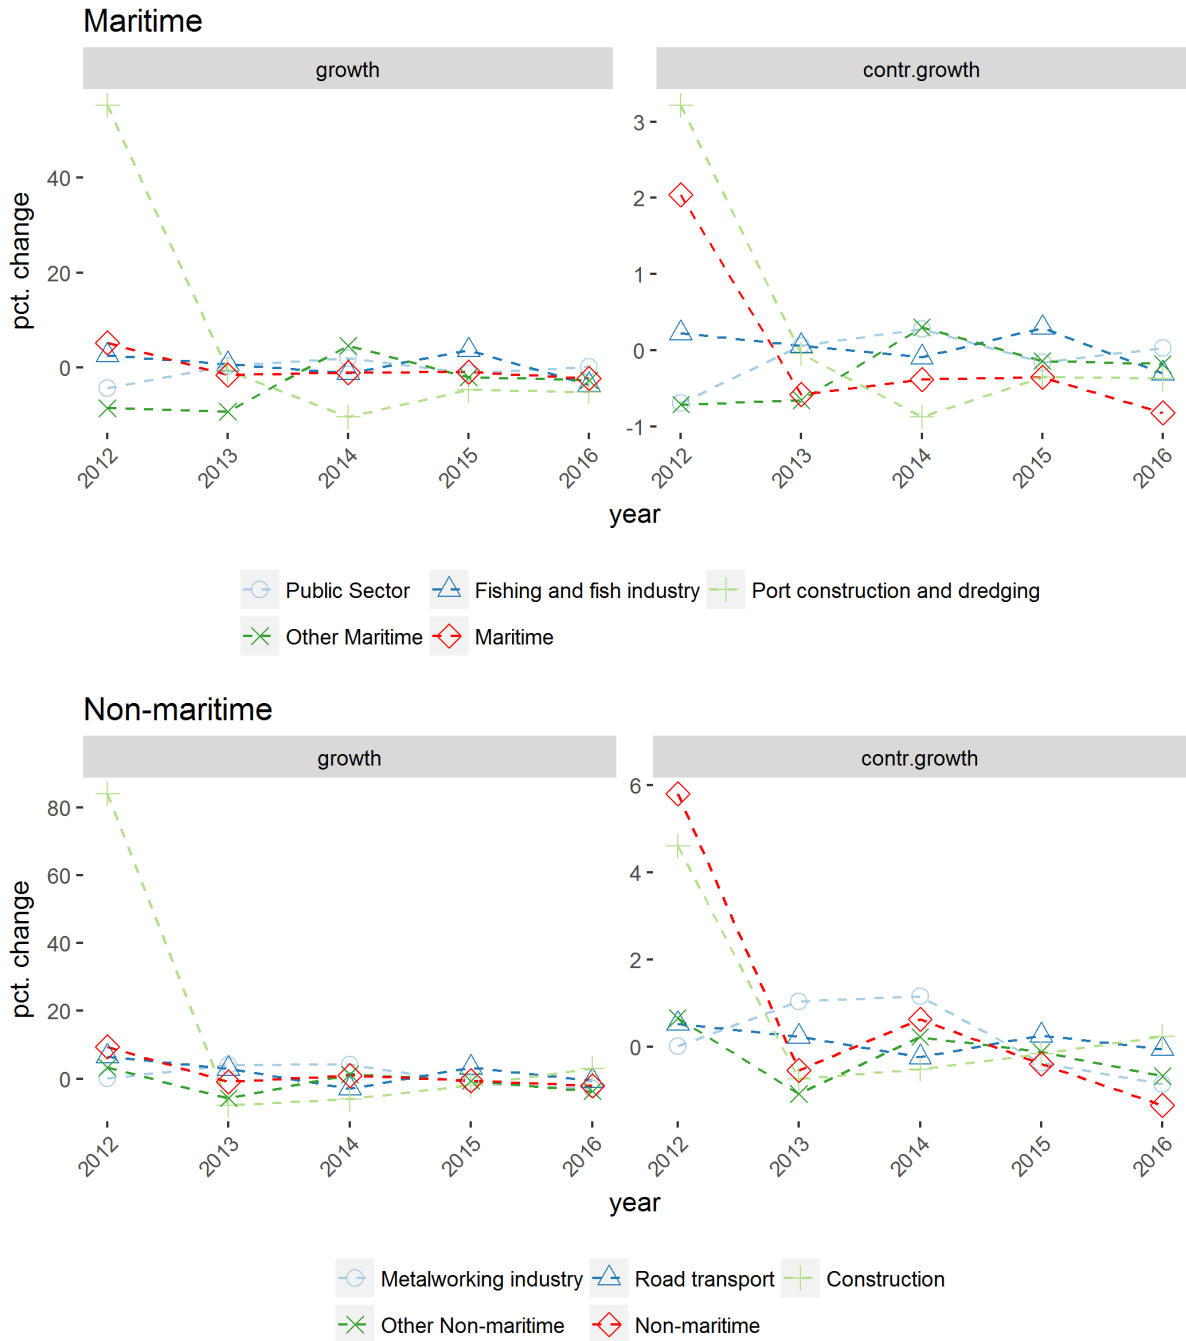 Maritime
growth
contr.growth
pct. change
40
20
0
3
2
1
0
-1
2012
2013
2014
2015
2016
2012
2013
2014
2015
2016
year
Public Sector
Fishing and fish industry
Port construction and dredging
Other Maritime
Maritime
Non-maritime
growth
contr.growth
pct. change
80
60
40
20
0
6
4
2
0
2012
2013
2014
2015
2016
2012
2013
2014
2015
2016
year
Metalworking industry
Road transport
Construction
Other Non-maritime
Non-maritime